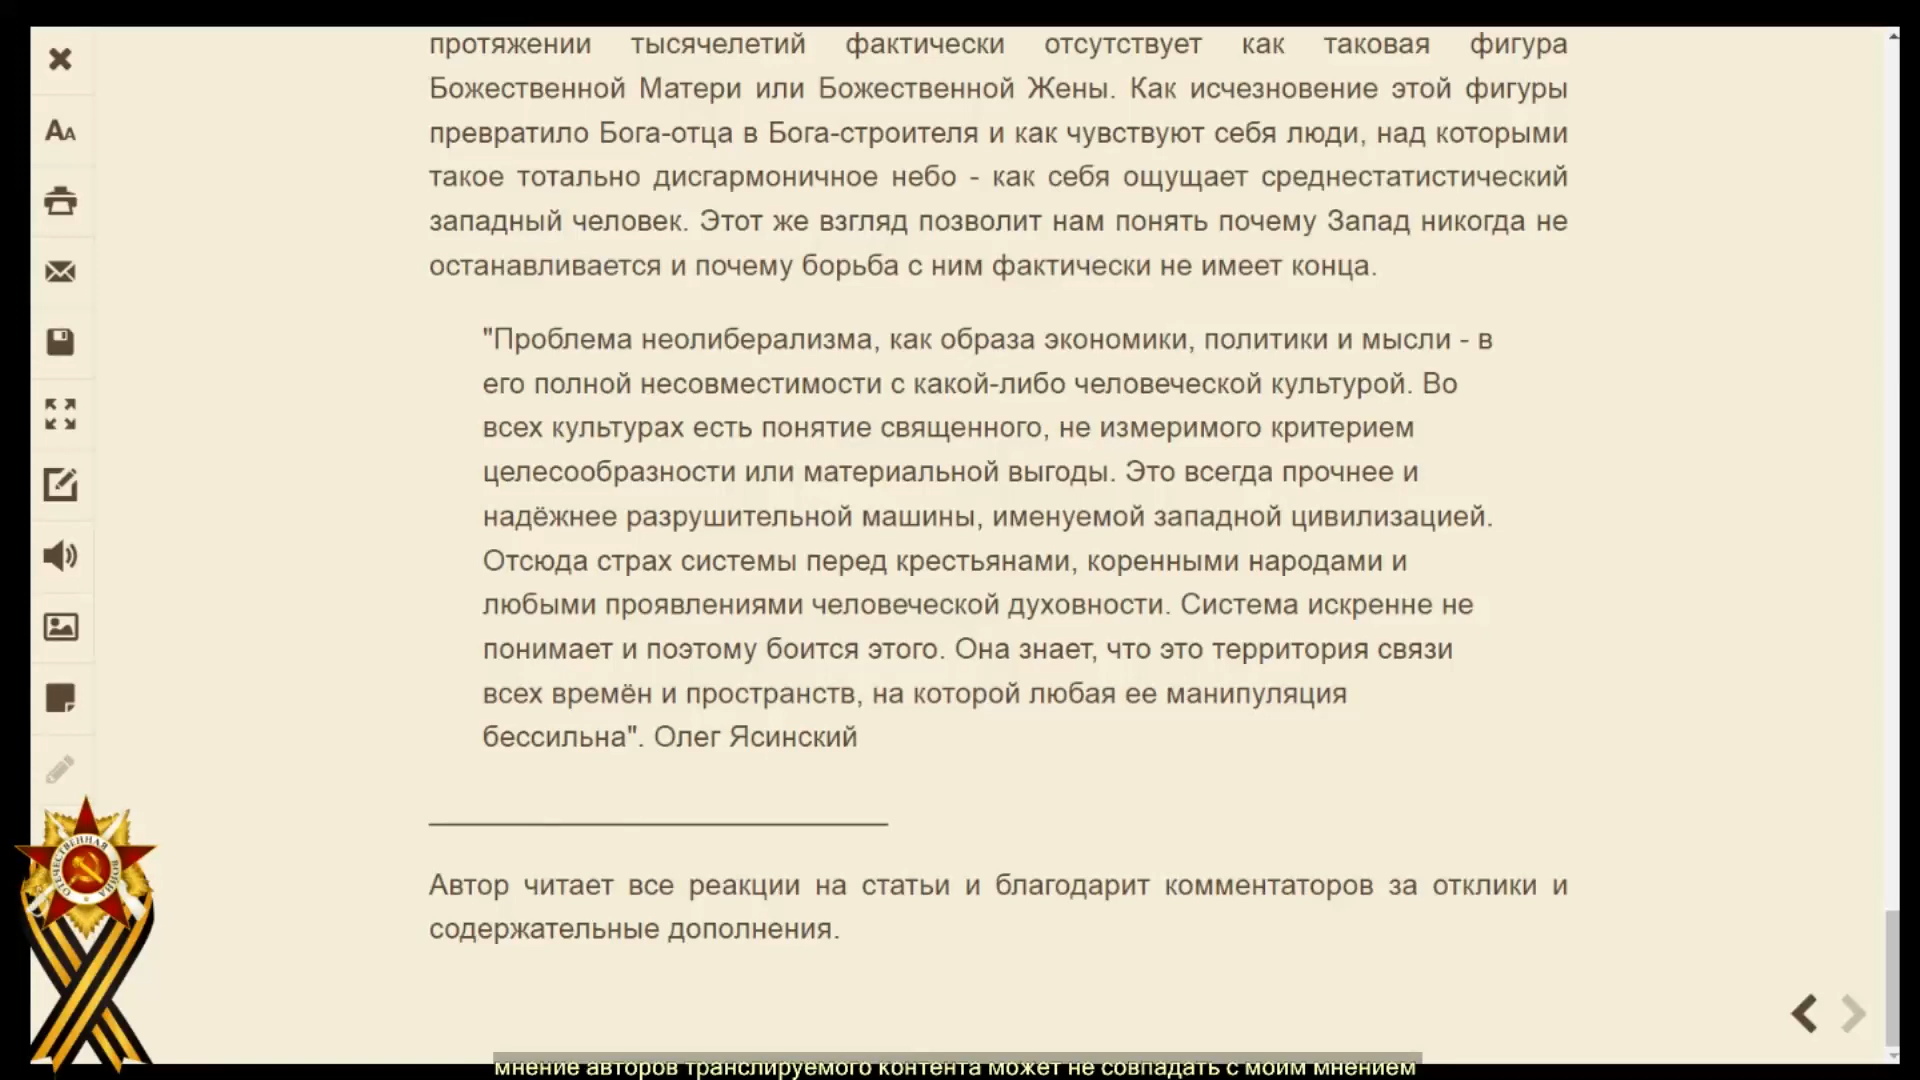 протяжении тысячелетий фактически отсутствует как таковая фигура
Божественной Матери или Божественной Жены. Как исчезновение этой фигуры
превратило Бога-отца в Бога-строителя и как чувствуют себя люди, над которыми
такое тотально дисгармоничное небо - как себя ощущает среднестатистический
западный человек. Этот же взгляд позволит нам понять почему Запад никогда не
останавливается и почему борьба с ним фактически не имеет конца.
"Проблема неолиберализма, как образа экономики, политики и мысли - в
его полной несовместимости с какой-либо человеческой культурой. Во
всех культурах есть понятие священного, не измеримого критерием
целесообразности или материальной выгоды. Это всегда прочнее и
надёжнее разрушительной машины, именуемой западной цивилизацией.
Отсюда страх системы перед крестьянами, коренными народами и
любыми проявлениями человеческой духовности. Система искренне не
понимает и поэтому боится этого. Она знает, что это территория связи
всех времён и пространств, на которой любая ее манипуляция
бессильна". Олег Ясинский
Автор читает все реакции на статьи и благодарит комментаторов за отклики и
содержательные дополнения.
ОТЕЧЕСТВЕННАЯ ВОЙНА
мнение авторов транслируемого контента может не совпадать с моим мнением